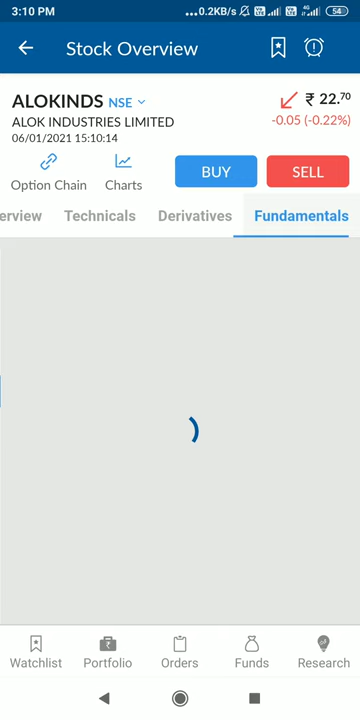 3:10 PM ...0.2KB/s 54
Stock Overview
ALOKINDS NSE ₹ 22.70
ALOK INDUSTRIES LIMITED -0.05 (-0.22%)
06/01/2021 15:10:14
Option Chain Charts BUY SELL
erview Technicals Derivatives Fundamentals
Watchlist Portfolio Orders Funds Research